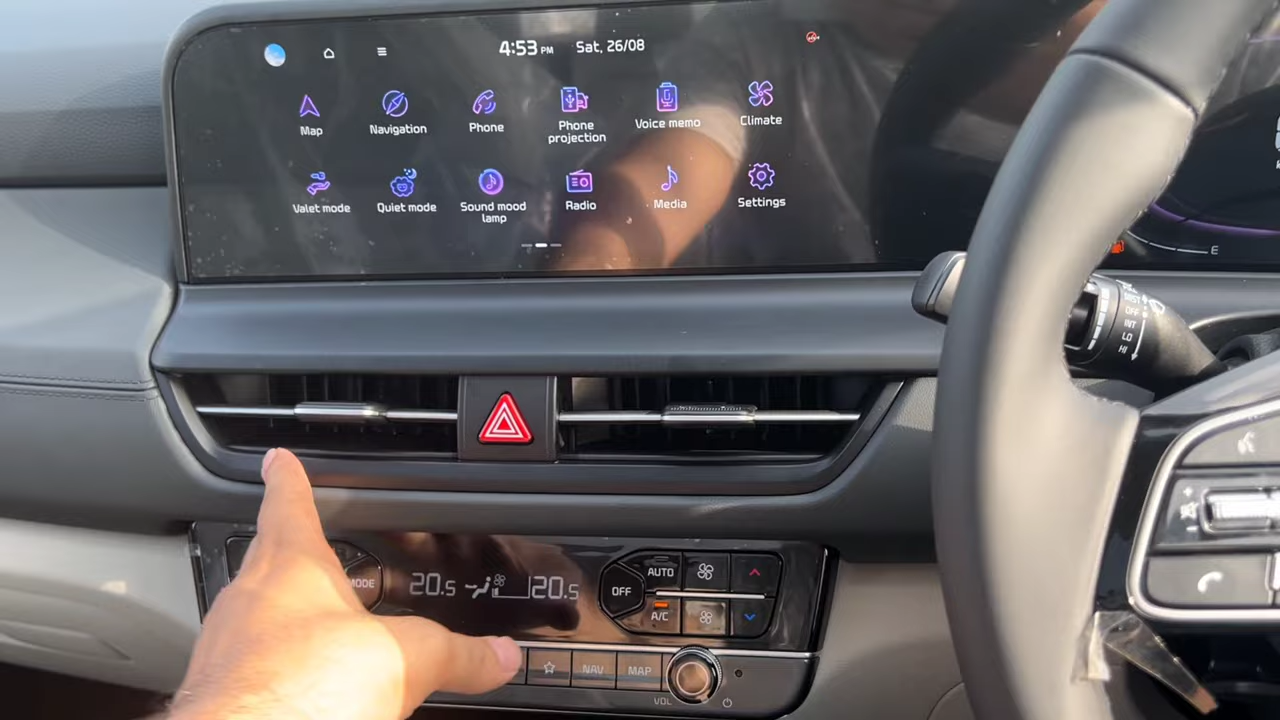 4:53 PM Sat, 26/08
Map
Navigation
Phone
Phone
projection
Voice memo
Climate
Valet mode
Quiet mode
Sound mood
lamp
Radio
Media
Settings
E
OFF
INT
LO
HI
MODE
20.5
20.5
OFF
AUTO
A/C
NAV
MAP
VOL